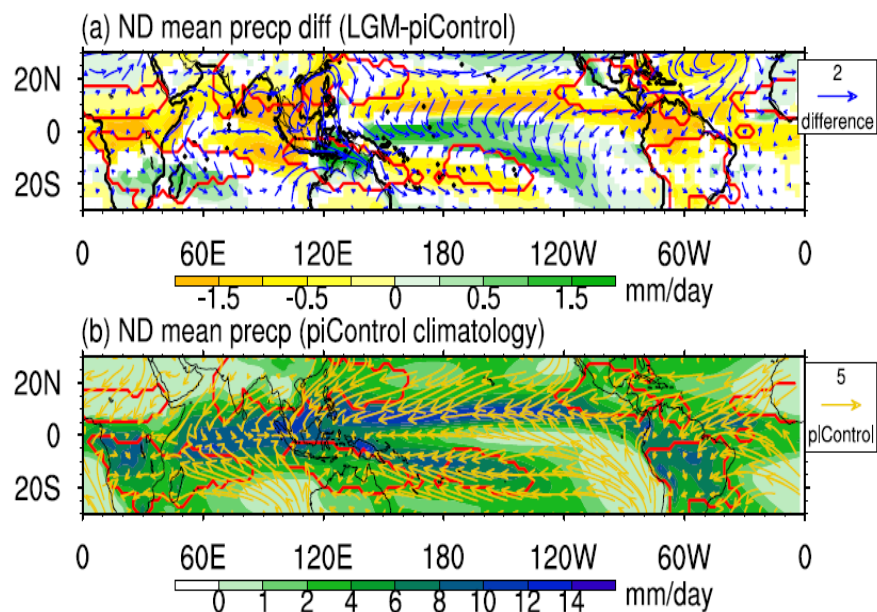 (a) ND mean precp diff (LGM-piControl)
20N
0
20S
2
difference
0 60E 120E 180 120W 60W 0
-1.5 -0.5 0 0.5 1.5 mm/day
(b) ND mean precp (piControl climatology)
20N
0
20S
5
piControl
0 60E 120E 180 120W 60W 0
0 1 2 4 6 8 10 12 14 mm/day